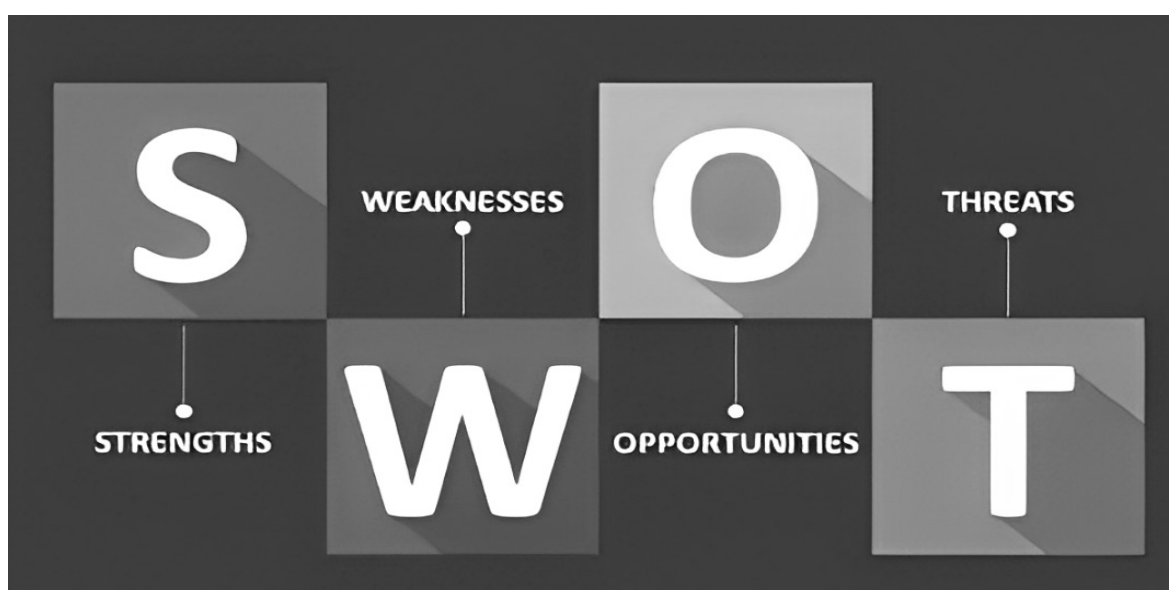 S
STRENGTHS
WEAKNESSES
W
O
OPPORTUNITIES
THREATS
T